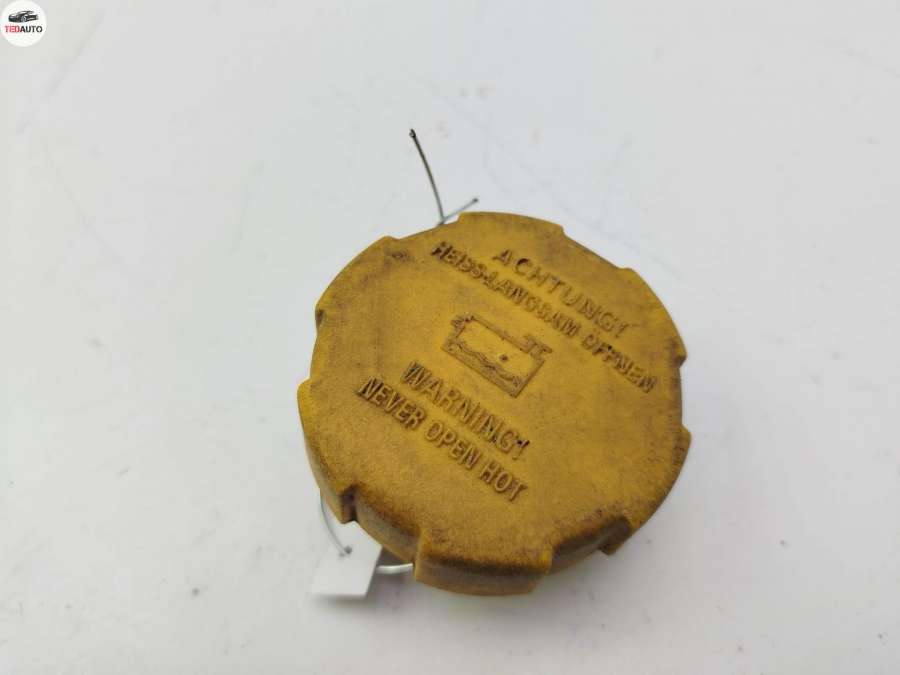 TEDAUTO
ACHTUNG!
HEISS-LANGSAM ÖFFNEN
WARNING!
NEVER OPEN HOT